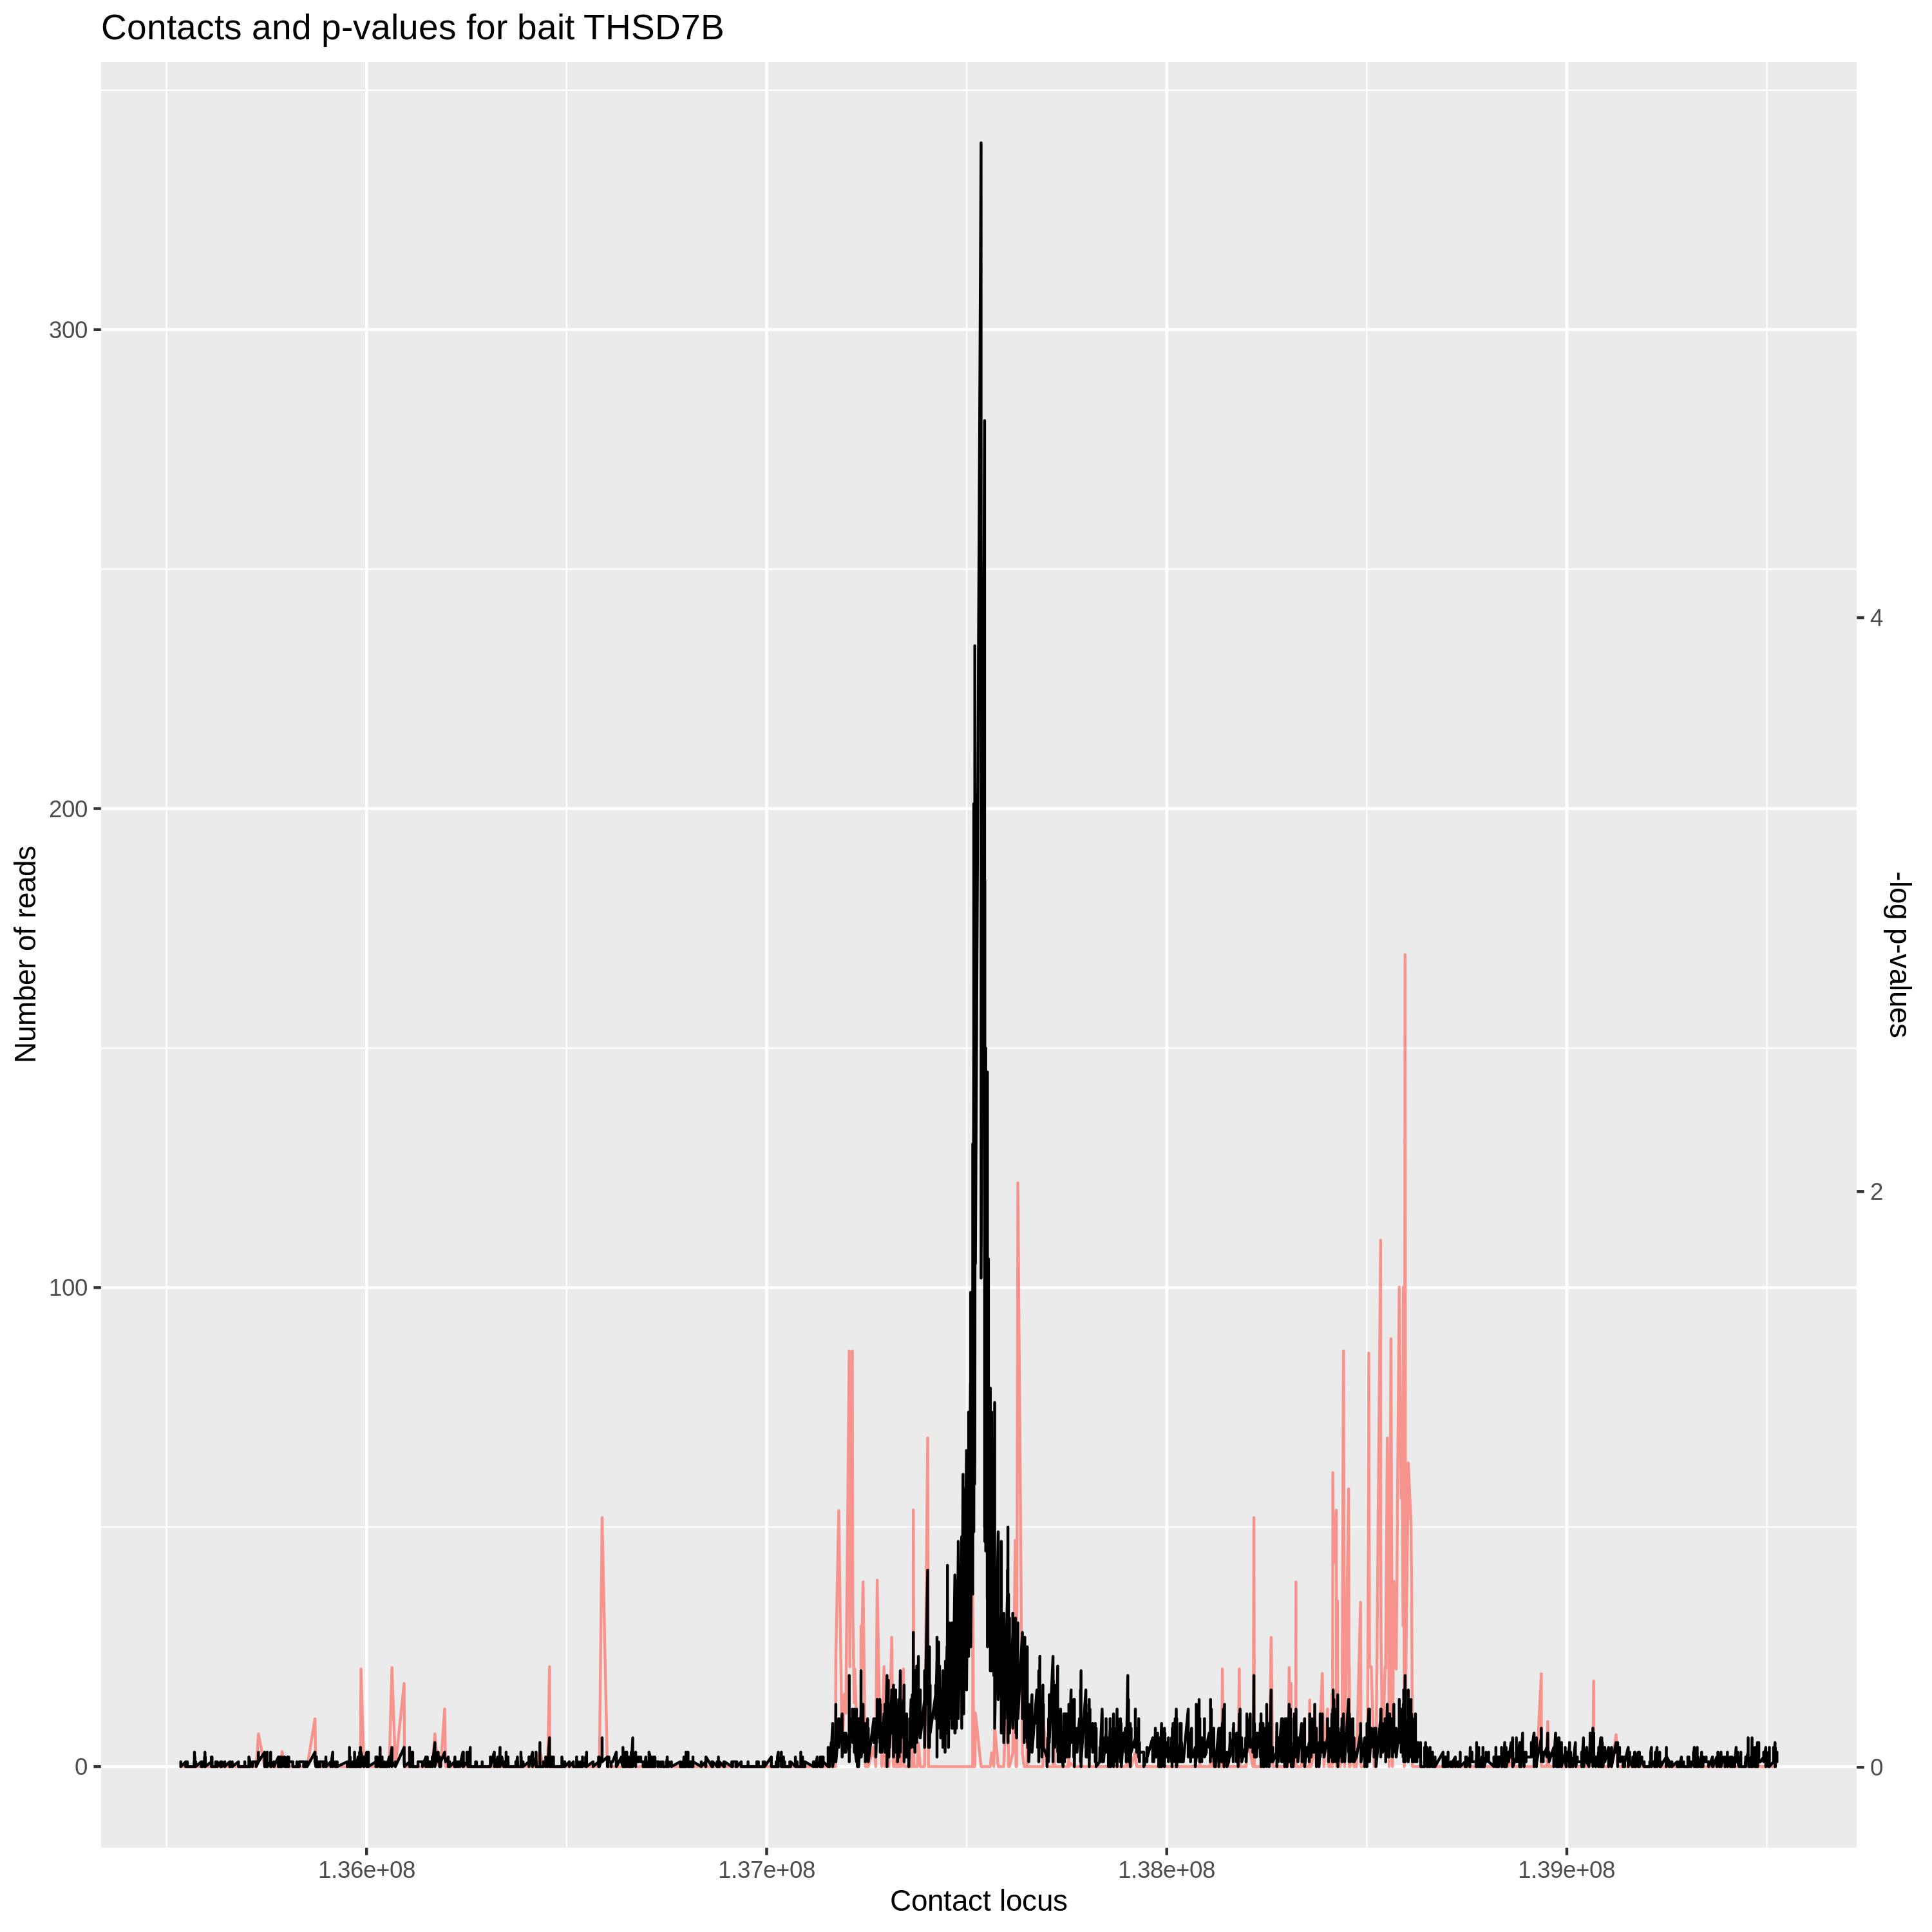 Contacts and p-values for bait THSD7B
300
200
100
0
Number of reads
4
2
0
-log p-values
1.36e+08
1.37e+08
1.38e+08
1.39e+08
Contact locus